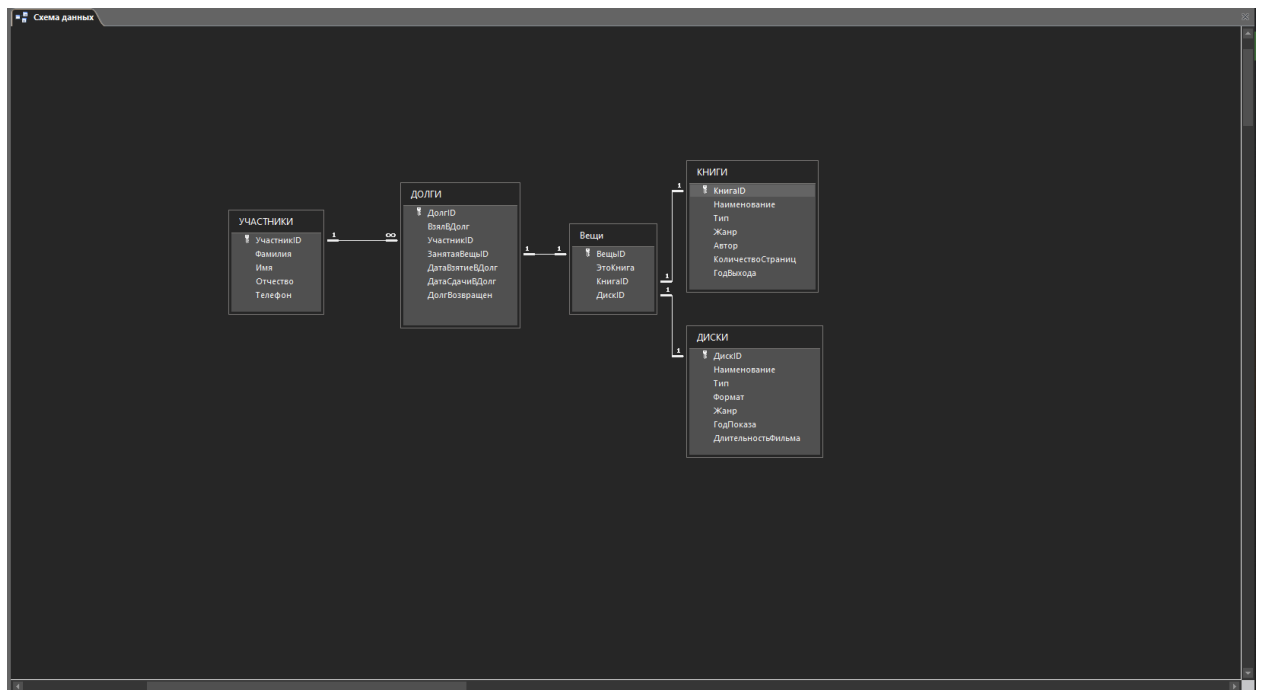 Схема данных
УЧАСТНИКИ
УчастникID
Фамилия
Имя
Отчество
Телефон
1
∞
ДОЛГИ
ДолгID
ВзялВДолг
УчастникID
ЗанятаяВещьID
ДатаВзятиеВДолг
ДатаСдачиВДолг
ДолгВозвращен
1
1
Вещи
ВещьID
ЭтоКнига
КнигаID
ДискID
1
1
1
1
КНИГИ
КнигаID
Наименование
Тип
Жанр
Автор
КоличествоСтраниц
ГодВыхода
ДИСКИ
ДискID
Наименование
Тип
Формат
Жанр
ГодПоказа
ДлительностьФильма